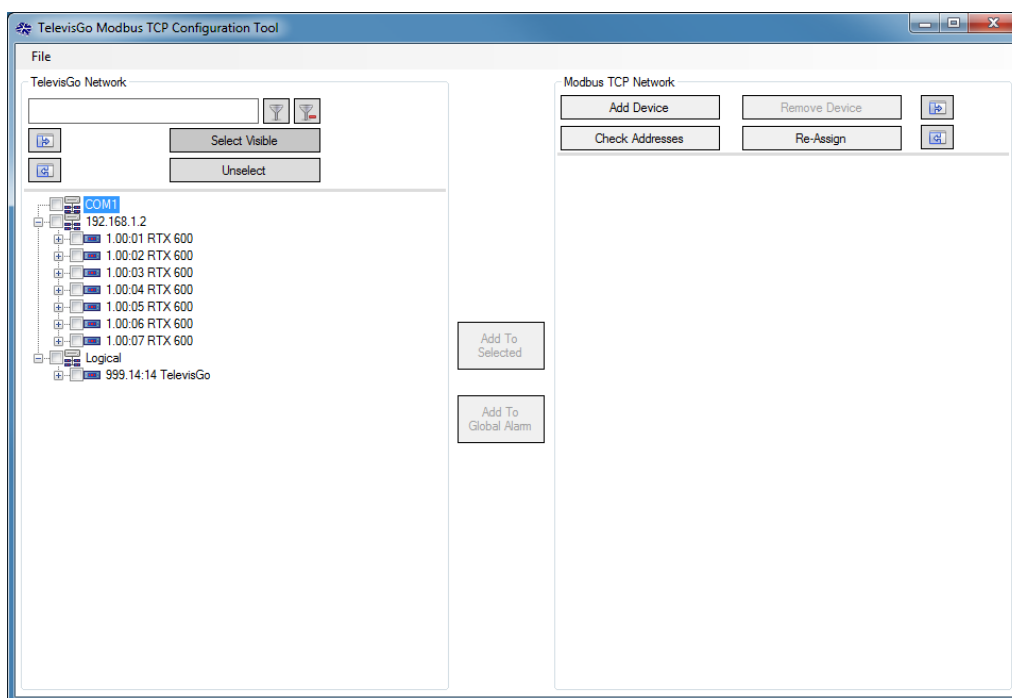 TelevisGo Modbus TCP Configuration Tool
File
TelevisGo Network
Select Visible
Unselect
COM1
192.168.1.2
1.00:01 RTX 600
1.00:02 RTX 600
1.00:03 RTX 600
1.00:04 RTX 600
1.00:05 RTX 600
1.00:06 RTX 600
1.00:07 RTX 600
Logical
999.14:14 TelevisGo
Add To
Selected
Add To
Global Alarm
Modbus TCP Network
Add Device
Remove Device
Check Addresses
Re-Assign